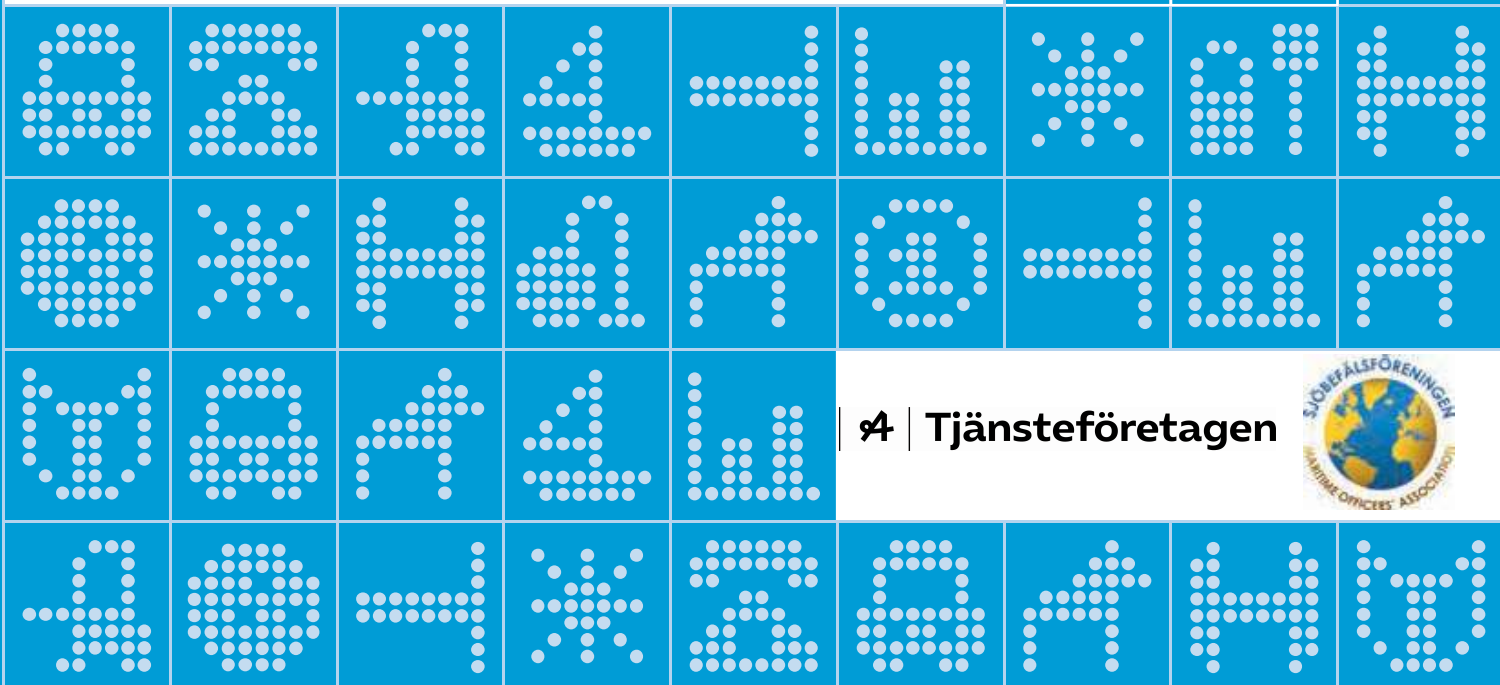 Tjänsteföretagen
SJÖBEFÄLSFÖRENINGEN
MARITIME OFFICERS' ASSOCIATION